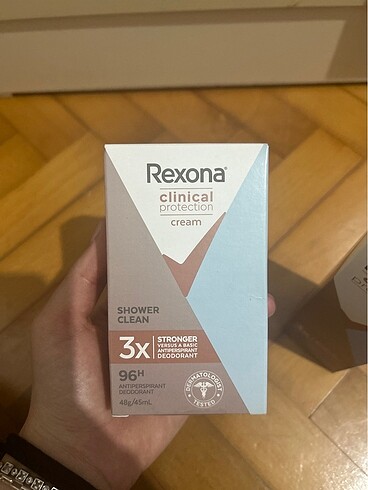 Rexona®
clinical
protection
cream
SHOWER
CLEAN
3x
STRONGER
VERSUS A BASIC
ANTIPERSPIRANT
DEODORANT
96H
ANTIPERSPIRANT
DEODORANT
48g/45mL
DERMATOLOGIST
TESTED